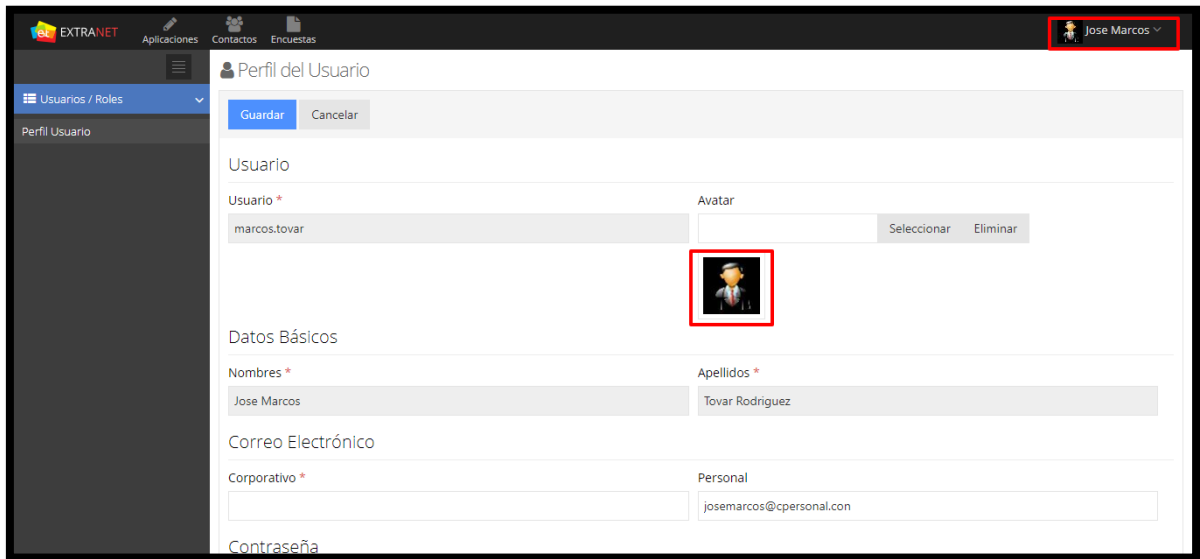 eb EXTRANET
Aplicaciones Contactos Encuestas
Jose Marcos
Perfil del Usuario
Usuarios / Roles
Perfil Usuario
Guardar Cancelar
Usuario
Usuario * Avatar
marcos.tovar Seleccionar Eliminar
Datos Básicos
Nombres * Apellidos *
Jose Marcos Tovar Rodriguez
Correo Electrónico
Corporativo * Personal
josemarcos@cpersonal.con
Contraseña